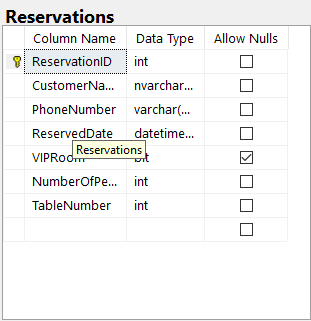 Reservations
Column Name Data Type Allow Nulls
ReservationID int
CustomerNa... nvarchar...
PhoneNumber varchar(...
ReservedDate datetime...
Reservations
VIPRoom bit
NumberOfPe... int
TableNumber int